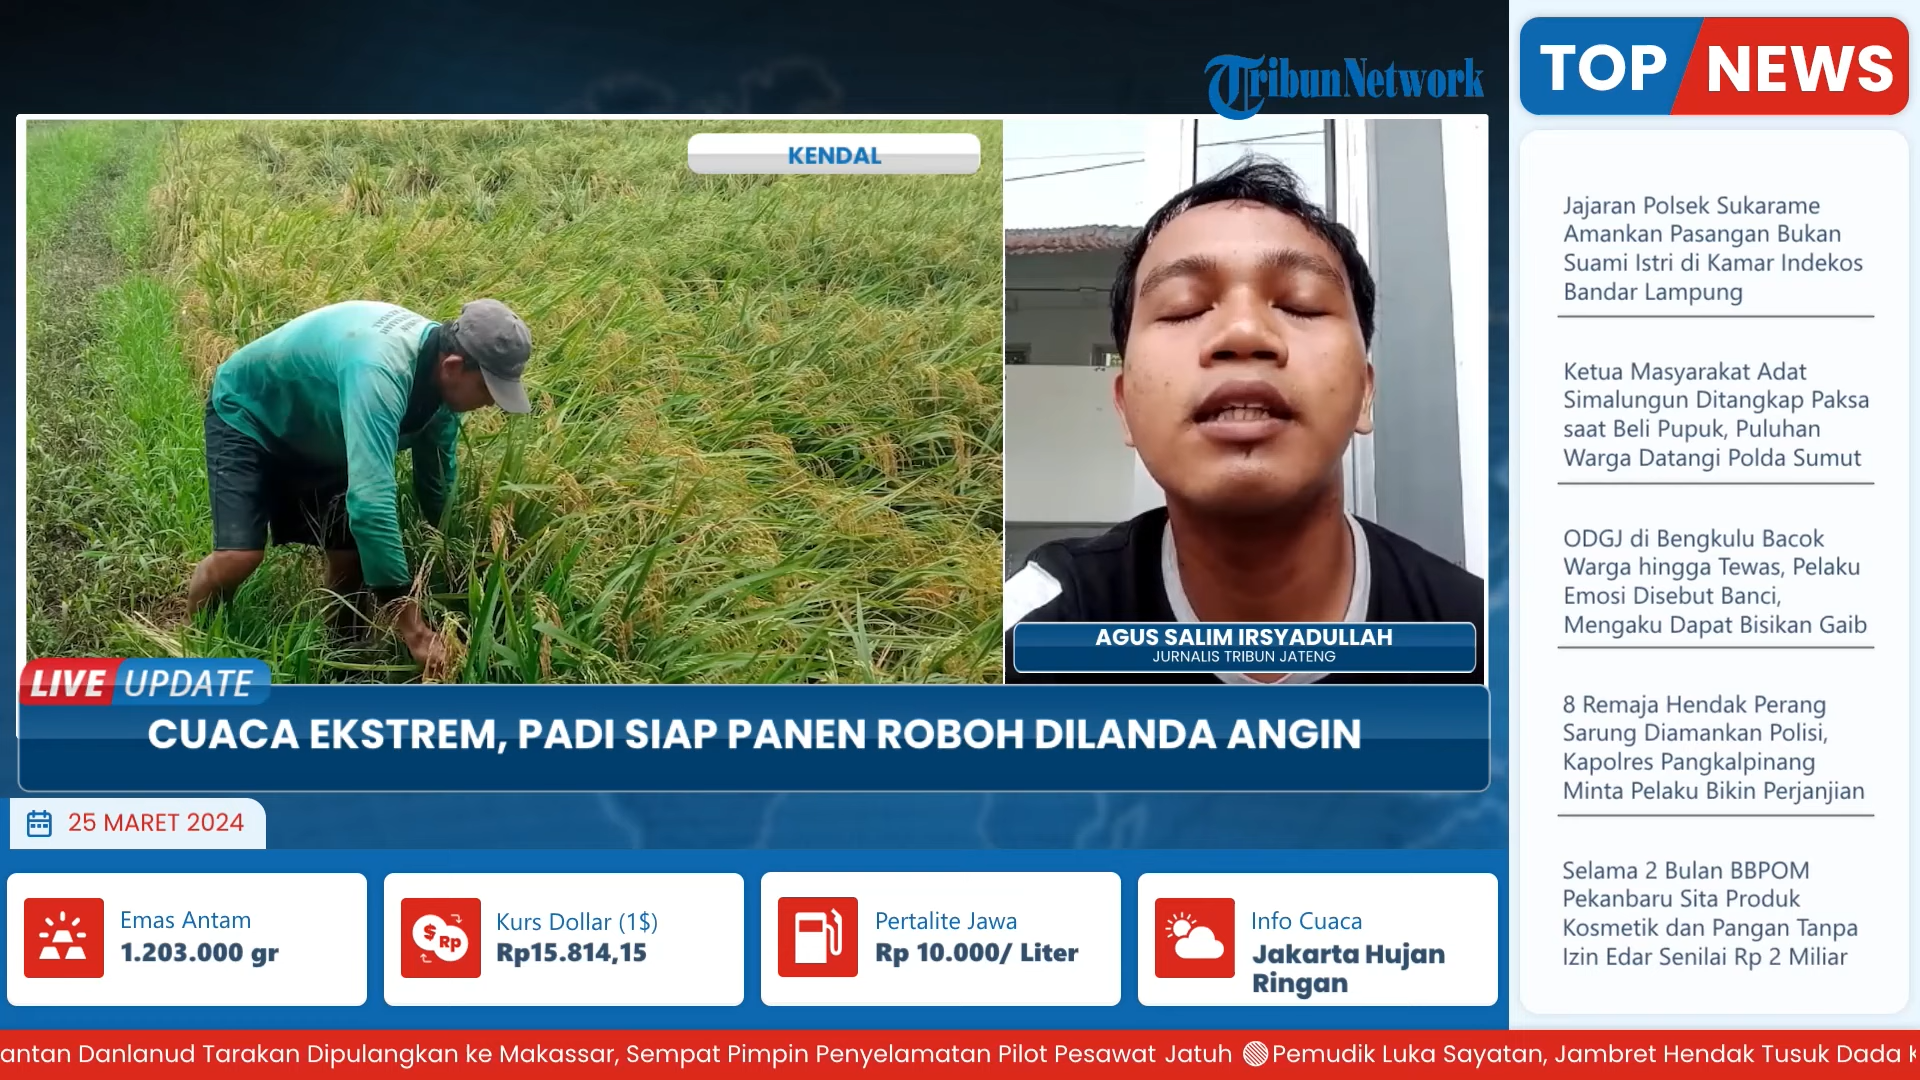 TribunNetwork
TOP NEWS
KENDAL
AGUS SALIM IRSYADULLAH
JURNALIS TRIBUN JATENG
LIVE UPDATE
CUACA EKSTREM, PADI SIAP PANEN ROBOH DILANDA ANGIN
25 MARET 2024
Emas Antam
1.203.000 gr
Kurs Dollar (1$)
Rp15.814,15
Pertalite Jawa
Rp 10.000/ Liter
Info Cuaca
Jakarta Hujan
Ringan
Jajaran Polsek Sukarame
Amankan Pasangan Bukan
Suami Istri di Kamar Indekos
Bandar Lampung
Ketua Masyarakat Adat
Simalungun Ditangkap Paksa
saat Beli Pupuk, Puluhan
Warga Datangi Polda Sumut
ODGJ di Bengkulu Bacok
Warga hingga Tewas, Pelaku
Emosi Disebut Banci,
Mengaku Dapat Bisikan Gaib
8 Remaja Hendak Perang
Sarung Diamankan Polisi,
Kapolres Pangkalpinang
Minta Pelaku Bikin Perjanjian
Selama 2 Bulan BBPOM
Pekanbaru Sita Produk
Kosmetik dan Pangan Tanpa
Izin Edar Senilai Rp 2 Miliar
antan Danlanud Tarakan Dipulangkan ke Makassar, Sempat Pimpin Penyelamatan Pilot Pesawat Jatuh Pemudik Luka Sayatan, Jambret Hendak Tusuk Dada